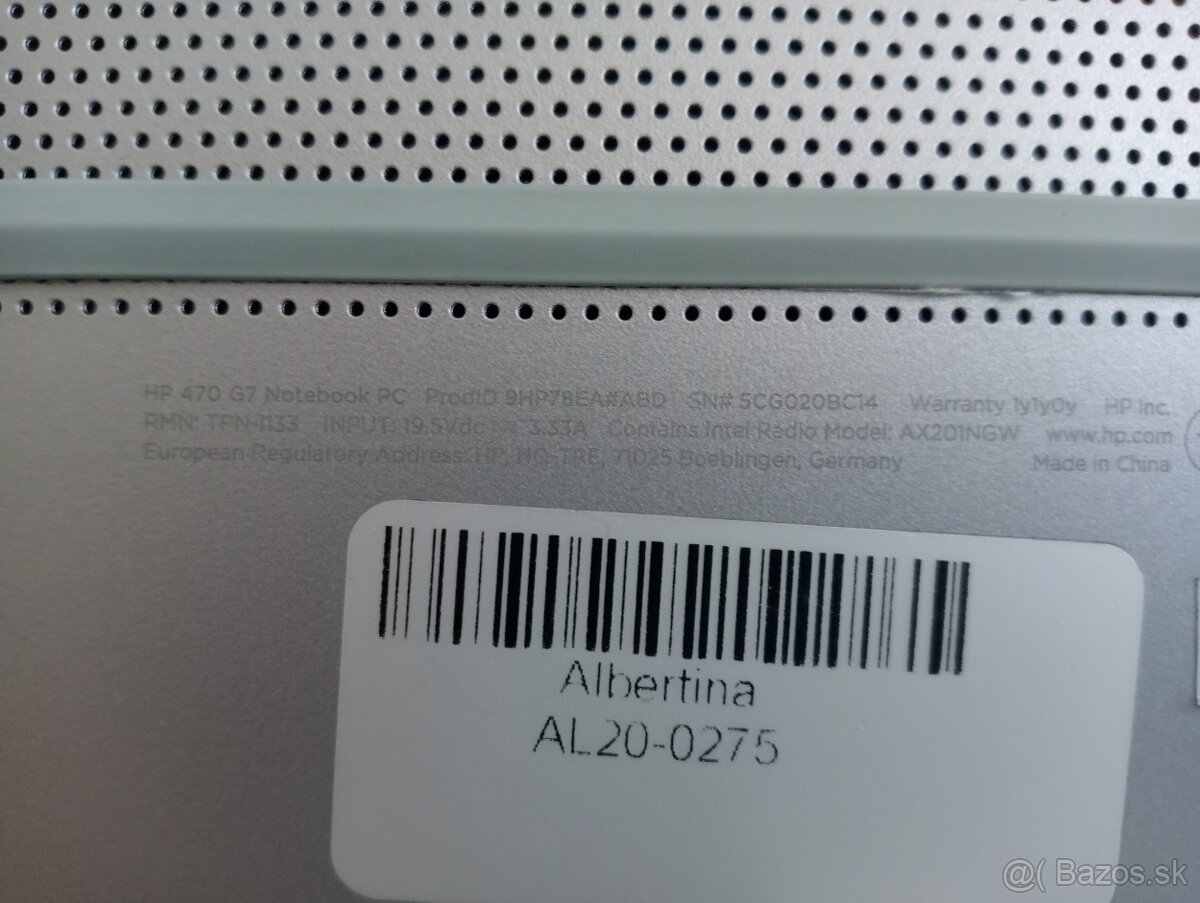 HP 470 G7 Notebook PC ProdID 9HP78EA#ABD SN# 5CG020BC14 Warranty 1y1y0y HP Inc.
RMN: TPN-I133 INPUT: 19.5Vdc ⎓ 3.33A Contains Intel Radio Model: AX201NGW www.hp.com
European Regulatory Address: HP, HQ-TRE, 71025 Boeblingen, Germany Made in China
Albertina
AL20-0275
@( Bazos.sk